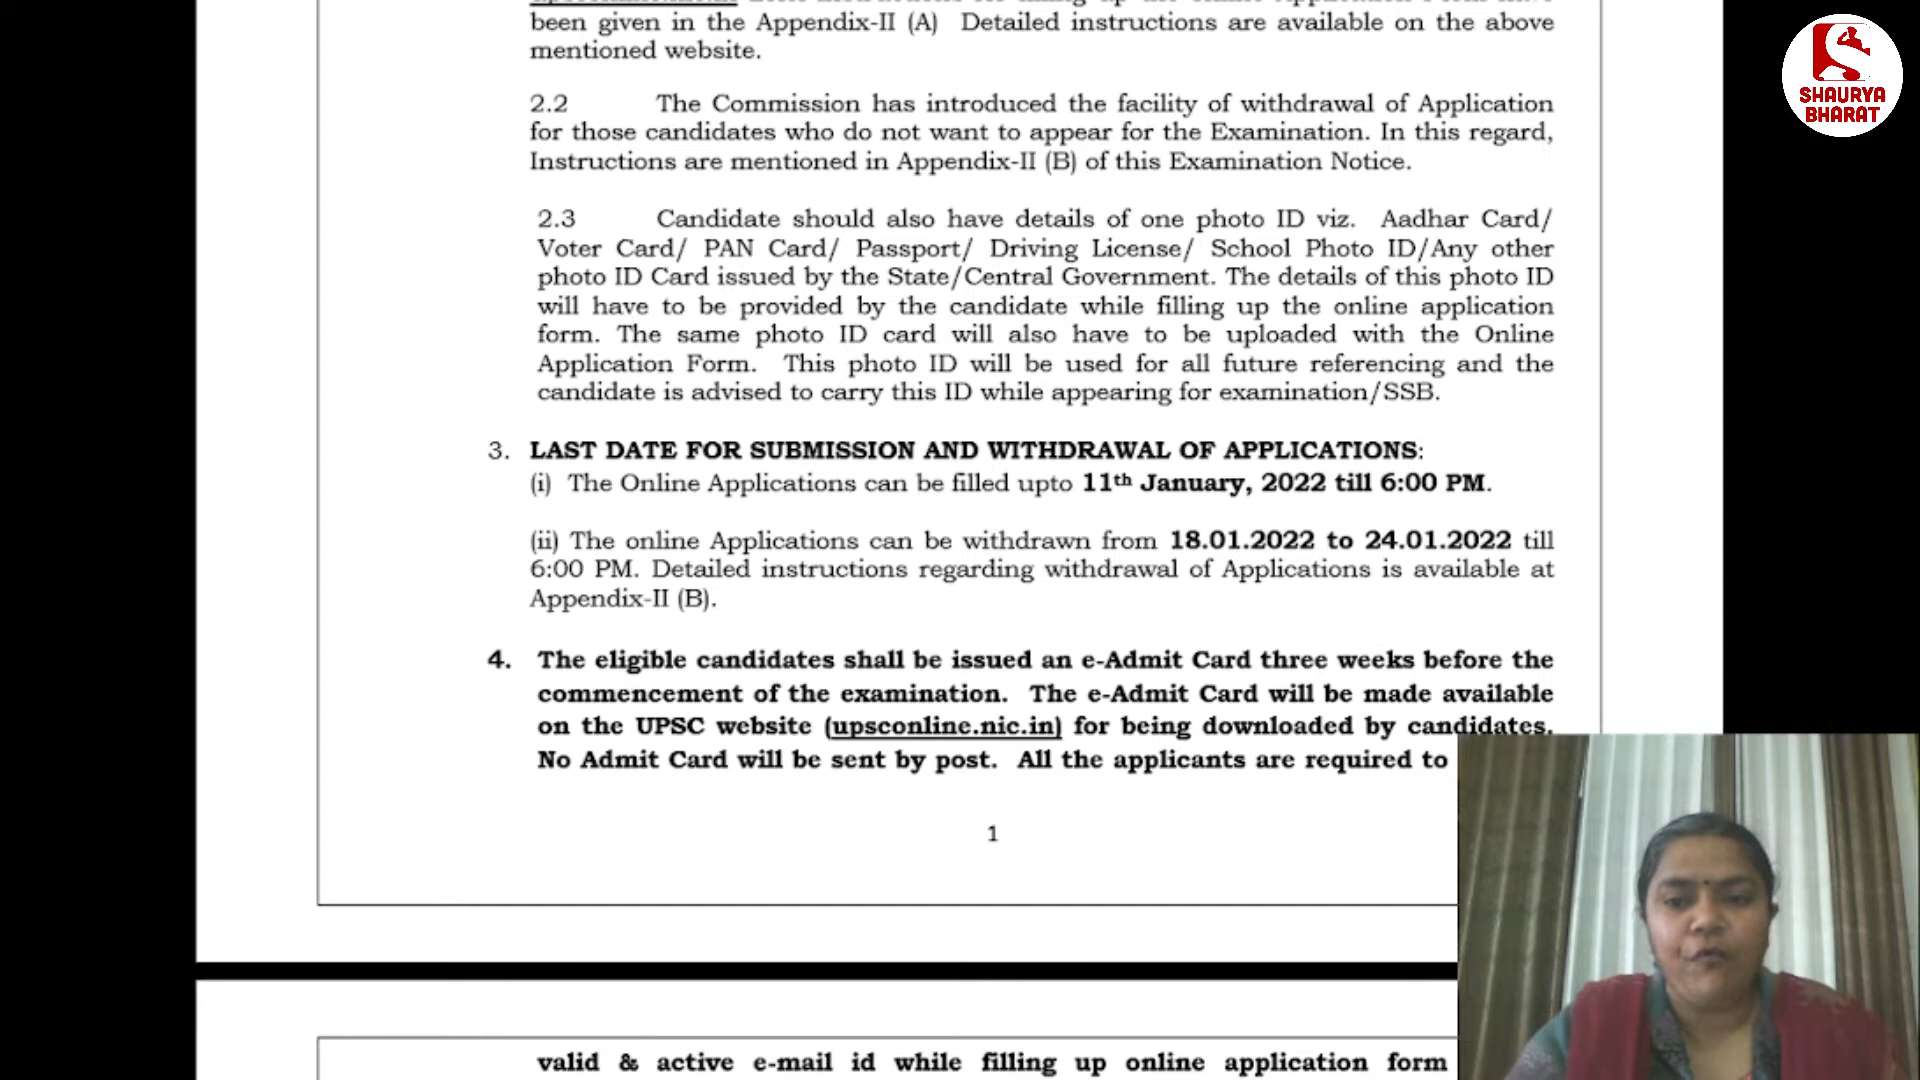 been given in the Appendix-II (A) Detailed instructions are available on the above
mentioned website.
2.2 The Commission has introduced the facility of withdrawal of Application
for those candidates who do not want to appear for the Examination. In this regard,
Instructions are mentioned in Appendix-II (B) of this Examination Notice.
2.3 Candidate should also have details of one photo ID viz. Aadhar Card/
Voter Card/ PAN Card/ Passport/ Driving License/ School Photo ID/Any other
photo ID Card issued by the State/Central Government. The details of this photo ID
will have to be provided by the candidate while filling up the online application
form. The same photo ID card will also have to be uploaded with the Online
Application Form. This photo ID will be used for all future referencing and the
candidate is advised to carry this ID while appearing for examination/SSB.
3. LAST DATE FOR SUBMISSION AND WITHDRAWAL OF APPLICATIONS:
(i) The Online Applications can be filled upto 11th January, 2022 till 6:00 PM.
(ii) The online Applications can be withdrawn from 18.01.2022 to 24.01.2022 till
6:00 PM. Detailed instructions regarding withdrawal of Applications is available at
Appendix-II (B).
4. The eligible candidates shall be issued an e-Admit Card three weeks before the
commencement of the examination. The e-Admit Card will be made available
on the UPSC website (upsconline.nic.in) for being downloaded by candidates.
No Admit Card will be sent by post. All the applicants are required to
1
valid & active e-mail id while filling up online application form
SHAURYA
BHARAT